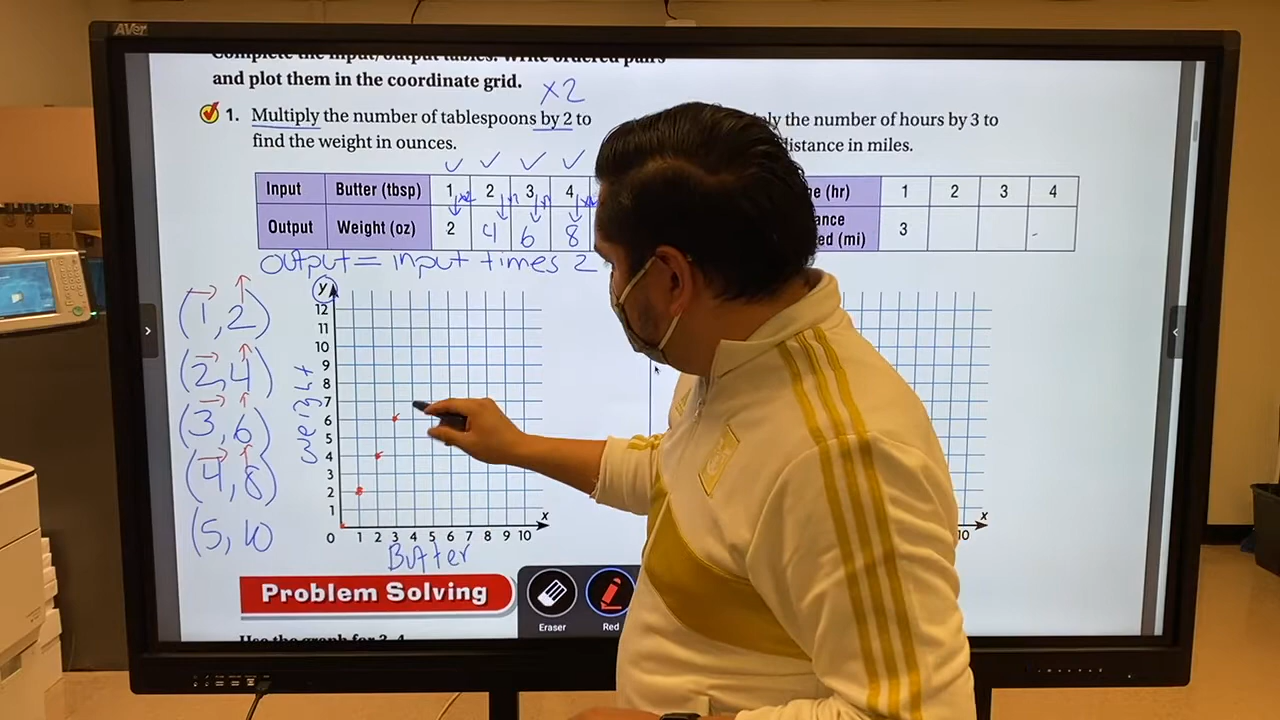 AVer
Complete the input/output tables. Write ordered pairs
and plot them in the coordinate grid.
×2
1. Multiply the number of tablespoons by 2 to
find the weight in ounces.
the number of hours by 3 to
distance in miles.
Input Butter (tbsp) 1 2 3 4
×2
Output Weight (oz) 2 4 6 8
output = input times 2
(hr) 1 2 3 4
(mi) 3
(1, 2)
(2, 4)
(3, 6)
(4, 8)
(5, 10
y
12
11
10
9
8
7
6
5
4
3
2
1
Weight
0 1 2 3 4 5 6 7 8 9 10
x
Butter
x
10
Problem Solving
Use the graph for 3–4.
Eraser
Red